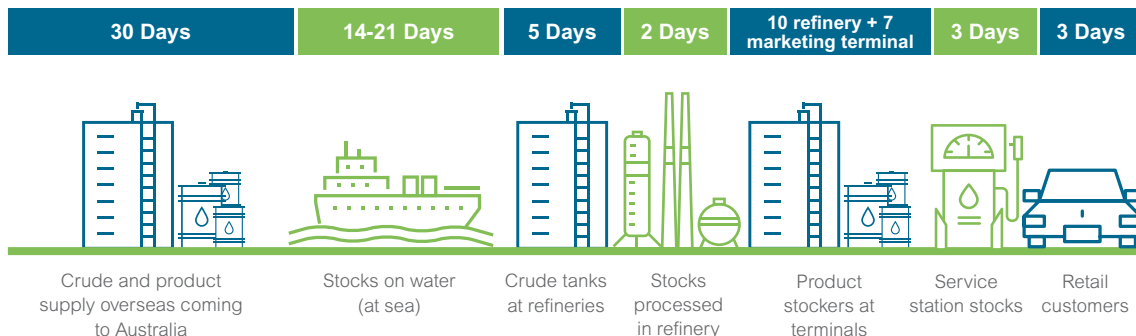 30 Days
14-21 Days
5 Days
2 Days
10 refinery + 7
marketing terminal
3 Days
3 Days
Crude and product
supply overseas coming
to Australia
Stocks on water
(at sea)
Crude tanks
at refineries
Stocks
processed
in refinery
Product
stockers at
terminals
Service
station stocks
Retail
customers